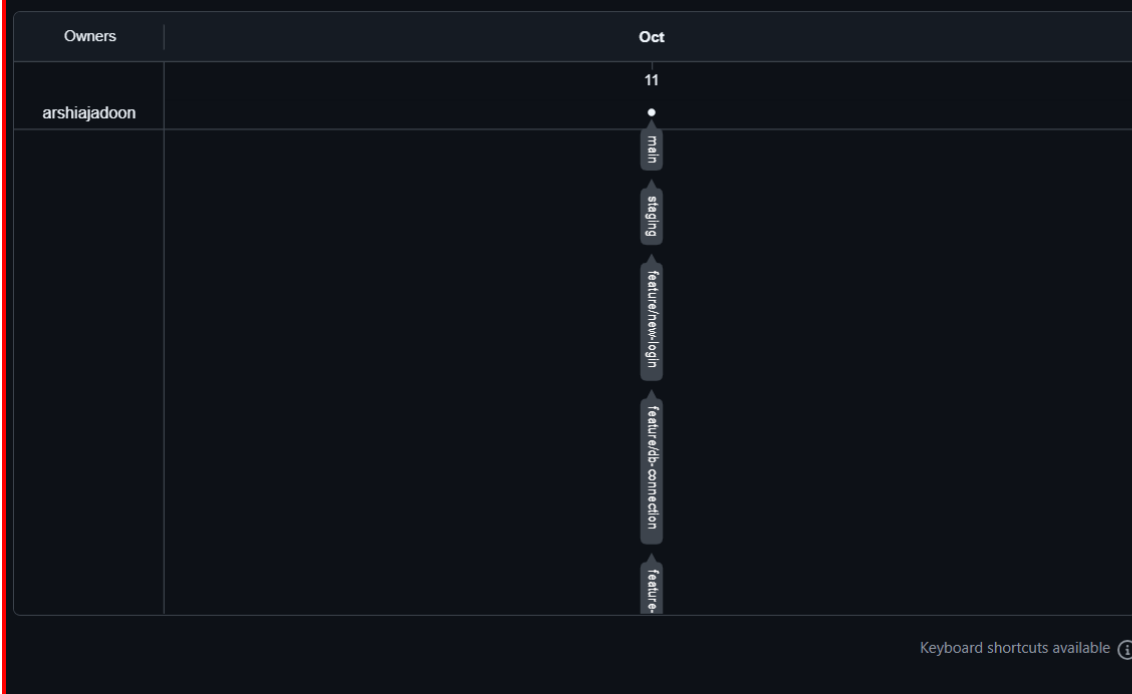 Owners
Oct
11
arshiajadoon
main
staging
feature/new-login
feature/db-connection
feature-
Keyboard shortcuts available